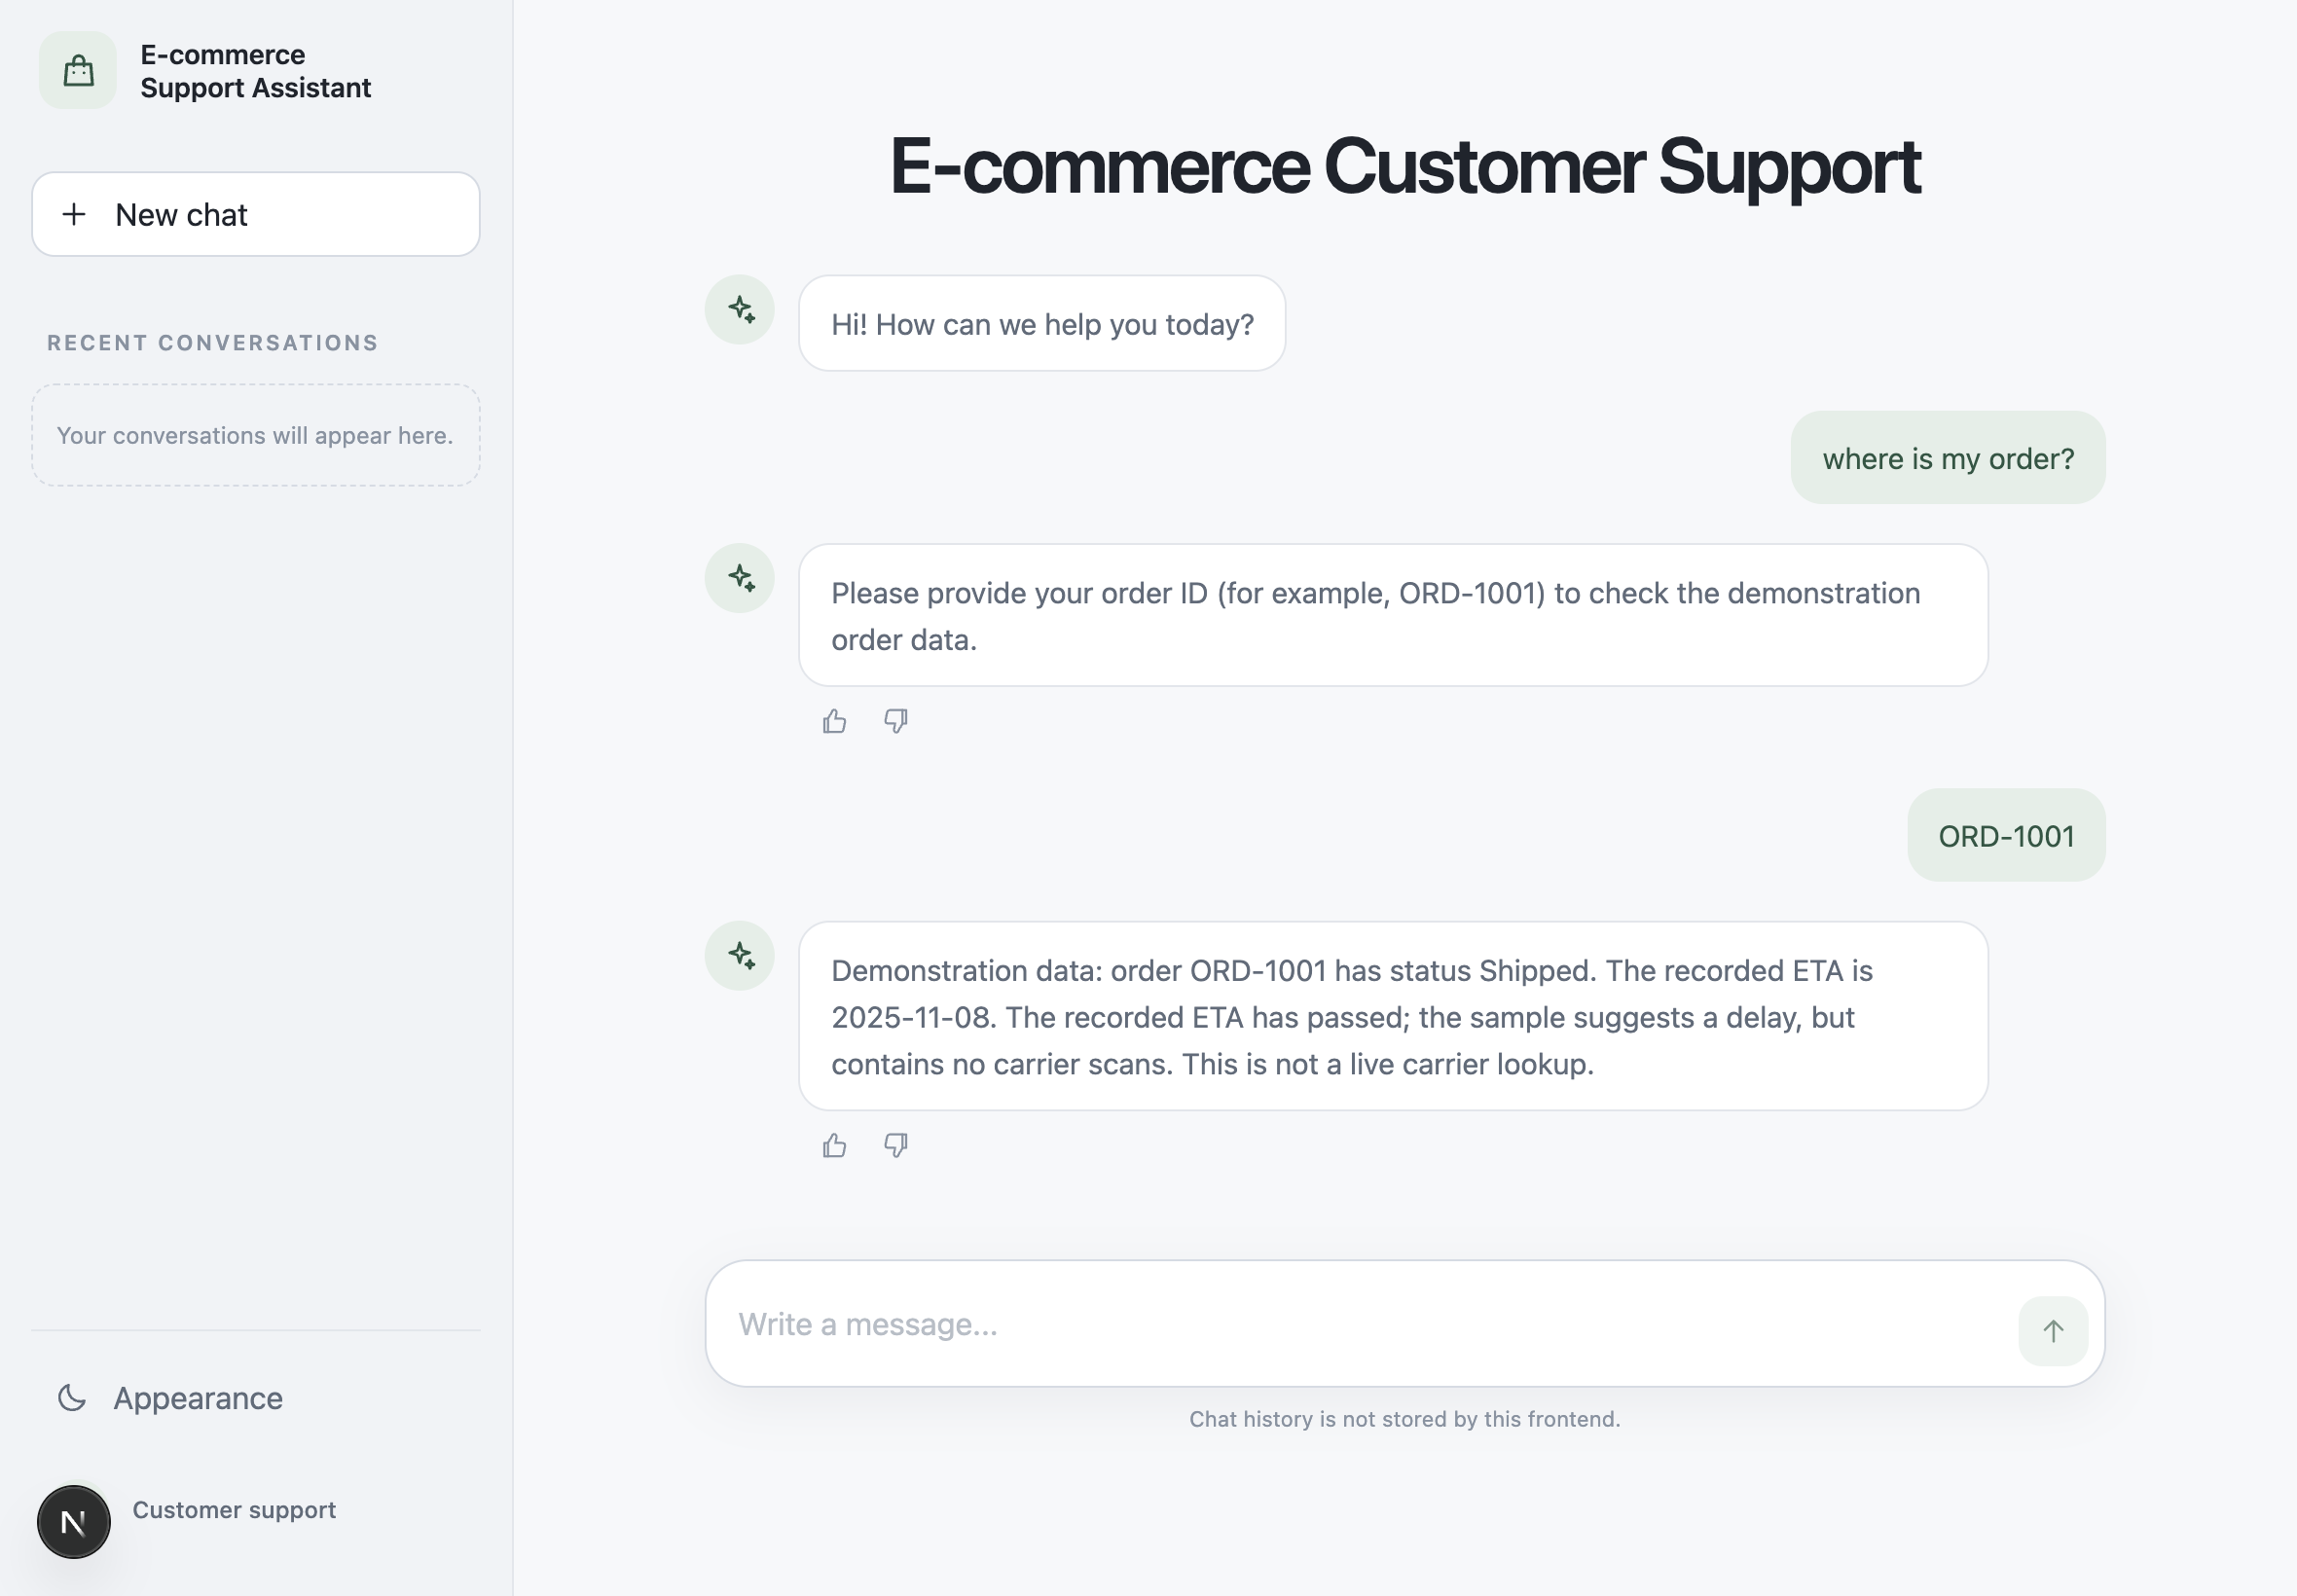 E-commerce
Support Assistant
New chat
RECENT CONVERSATIONS
Your conversations will appear here.
Appearance
N
Customer support
E-commerce Customer Support
Hi! How can we help you today?
where is my order?
Please provide your order ID (for example, ORD-1001) to check the demonstration
order data.
ORD-1001
Demonstration data: order ORD-1001 has status Shipped. The recorded ETA is
2025-11-08. The recorded ETA has passed; the sample suggests a delay, but
contains no carrier scans. This is not a live carrier lookup.
Write a message...
Chat history is not stored by this frontend.